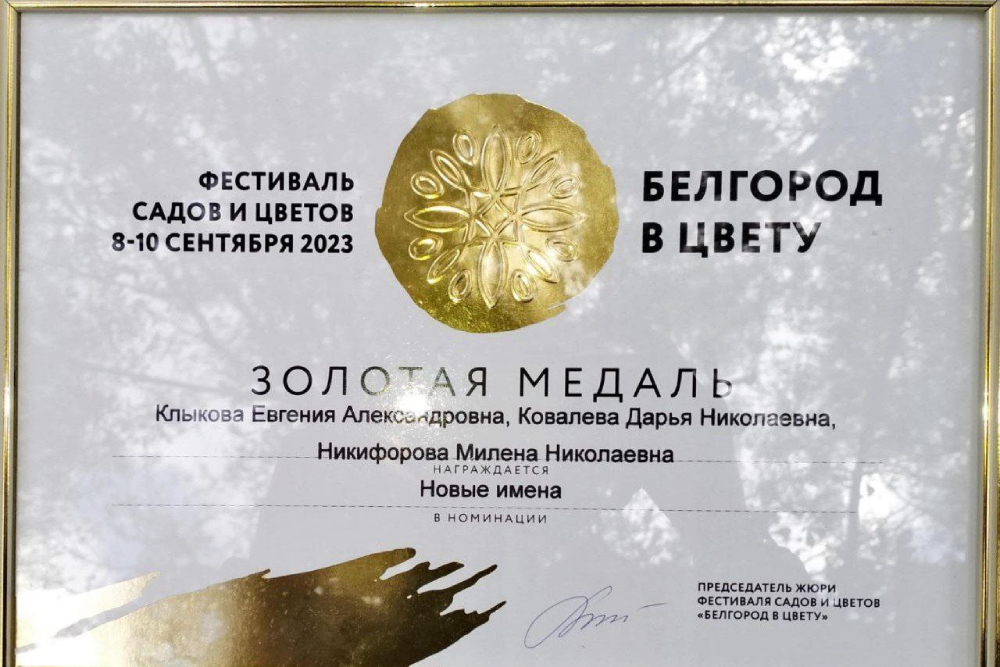 ФЕСТИВАЛЬ
САДОВ И ЦВЕТОВ
8-10 СЕНТЯБРЯ 2023
БЕЛГОРОД
В ЦВЕТУ
ЗОЛОТАЯ МЕДАЛЬ
Клыкова Евгения Александровна, Ковалева Дарья Николаевна,
Никифорова Милена Николаевна
НАГРАЖДАЕТСЯ
Новые имена
В НОМИНАЦИИ
ПРЕДСЕДАТЕЛЬ ЖЮРИ
ФЕСТИВАЛЯ САДОВ И ЦВЕТОВ
«БЕЛГОРОД В ЦВЕТУ»